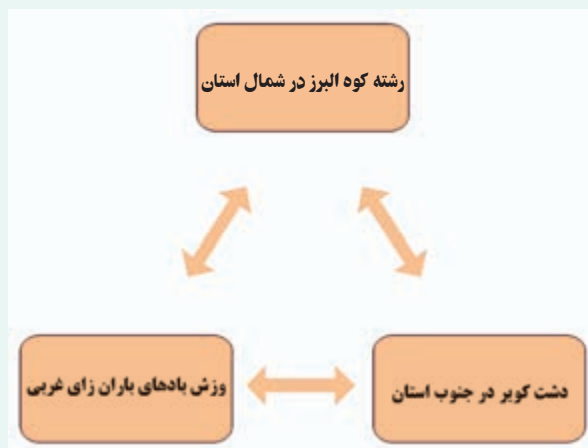 رشته کوه البرز در شمال استان
دشت کویر در جنوب استان
وزش بادهای باران زای غربی